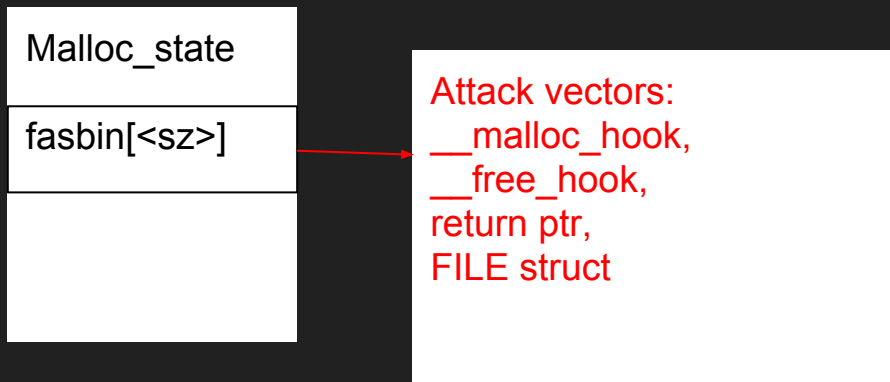 Malloc_state
fasbin[<sz>]
Attack vectors:
__malloc_hook,
__free_hook,
return ptr,
FILE struct